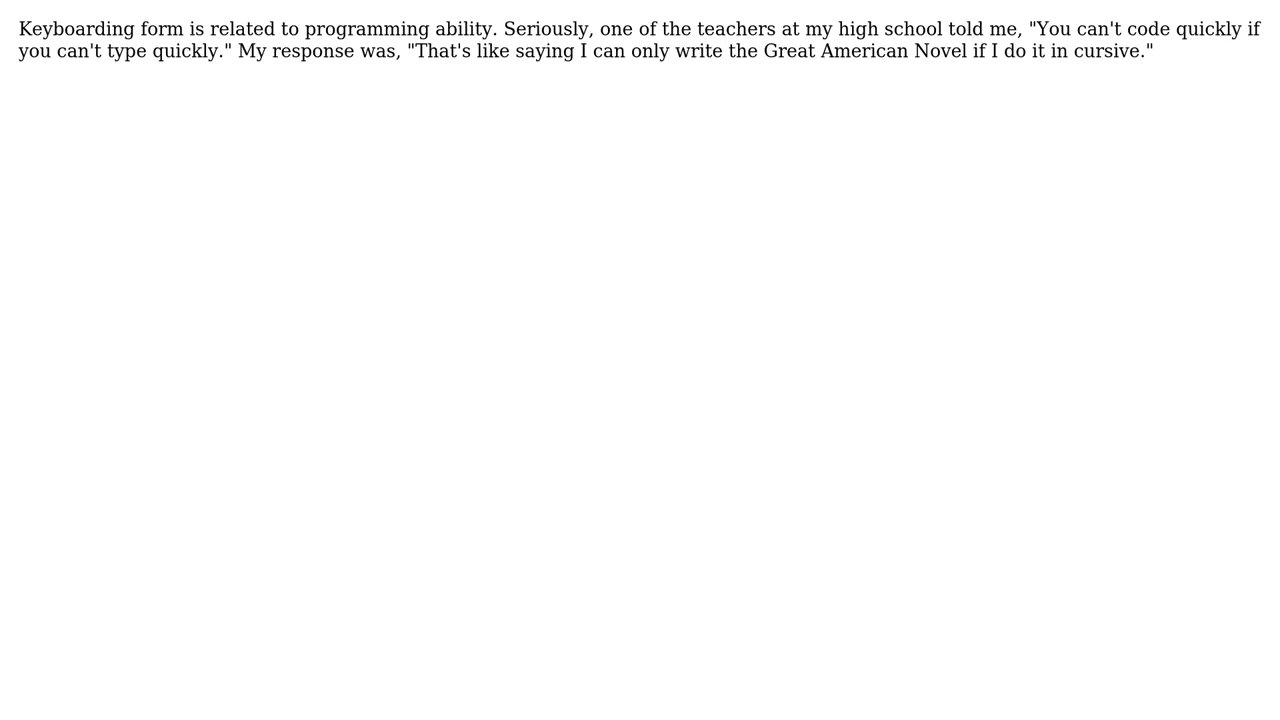 Keyboarding form is related to programming ability. Seriously, one of the teachers at my high school told me, "You can't code quickly if
you can't type quickly." My response was, "That's like saying I can only write the Great American Novel if I do it in cursive."